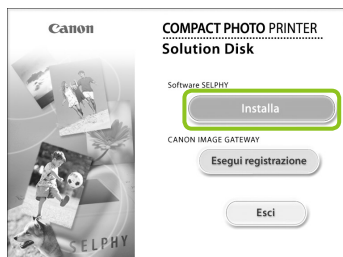 Canon
COMPACT PHOTO PRINTER
Solution Disk
Software SELPHY
Installa
CANON IMAGE GATEWAY
Esegui registrazione
Esci
SELPHY